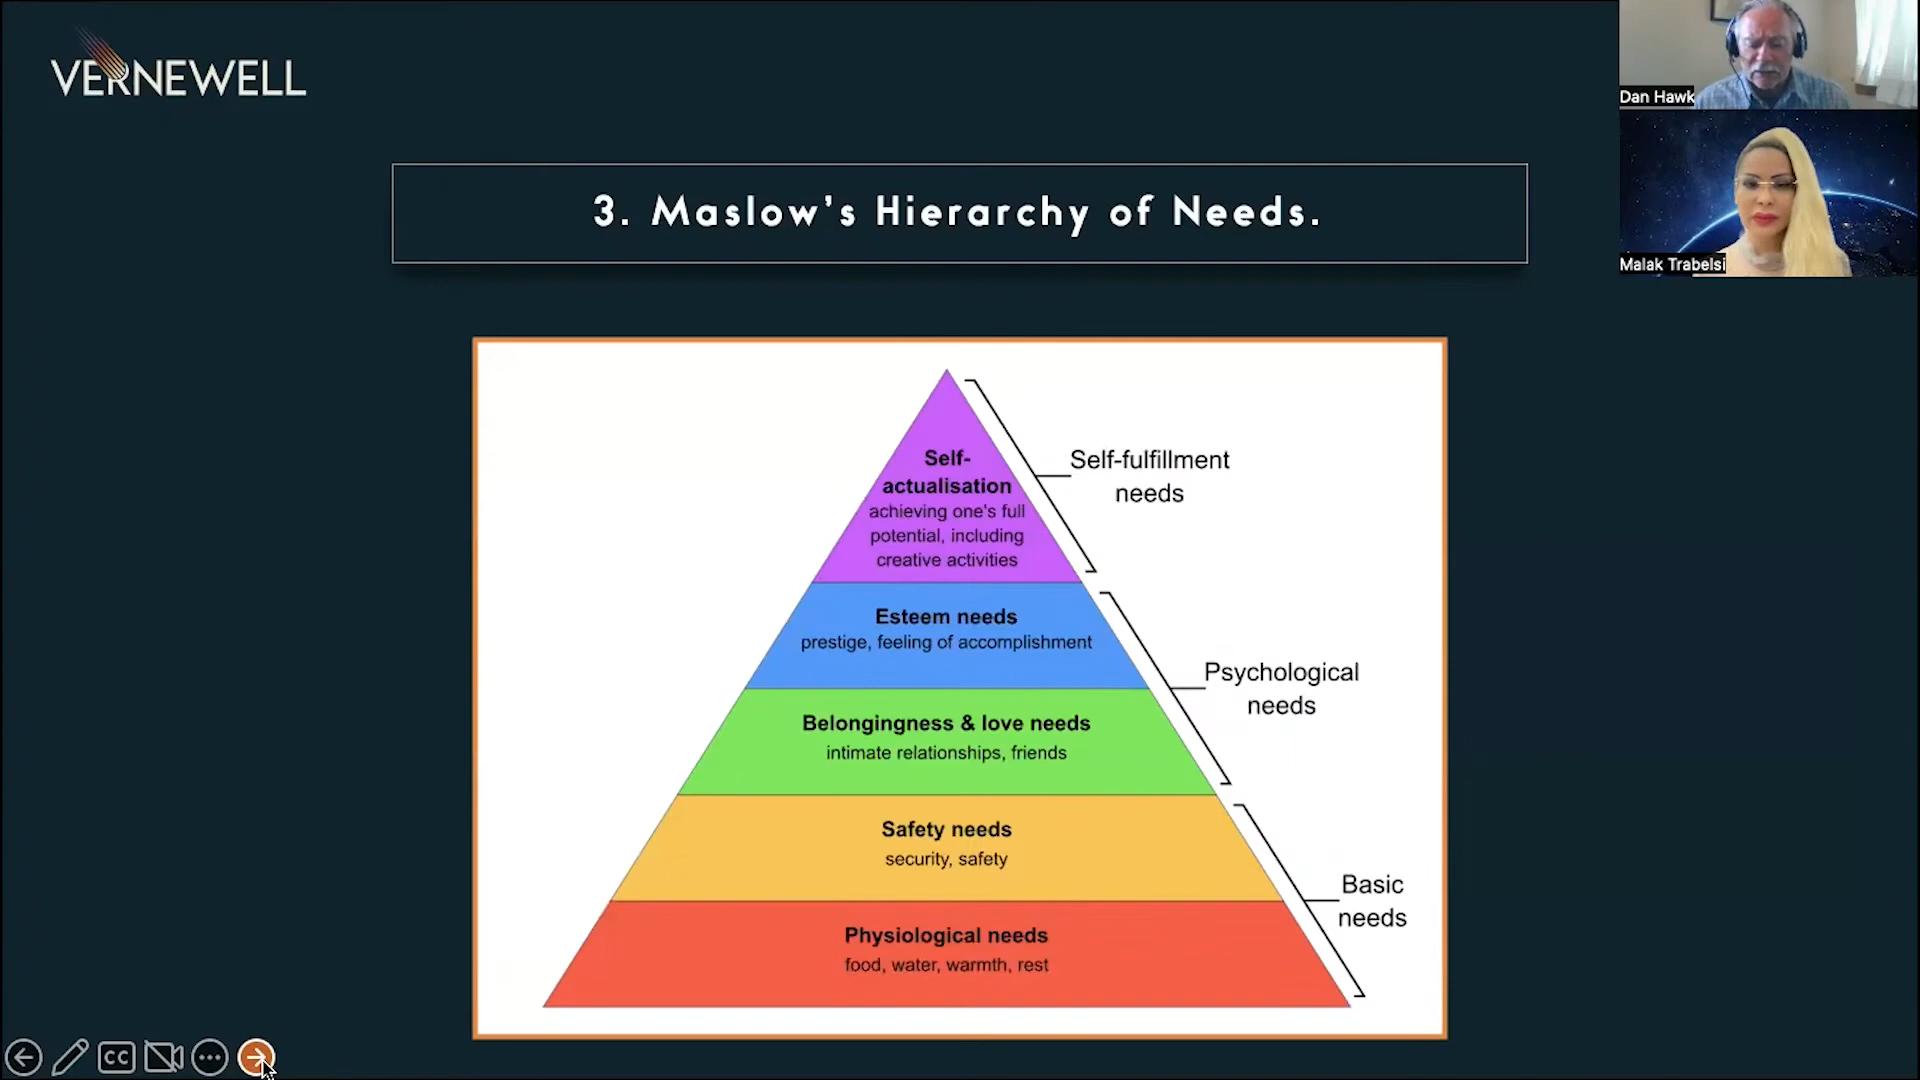 VERNEWELL
Dan Hawk
Malak Trabelsi
3. Maslow's Hierarchy of Needs.
Self-
actualisation
achieving one's full
potential, including
creative activities
Self-fulfillment
needs
Esteem needs
prestige, feeling of accomplishment
Psychological
needs
Belongingness & love needs
intimate relationships, friends
Safety needs
security, safety
Basic
needs
Physiological needs
food, water, warmth, rest
CC